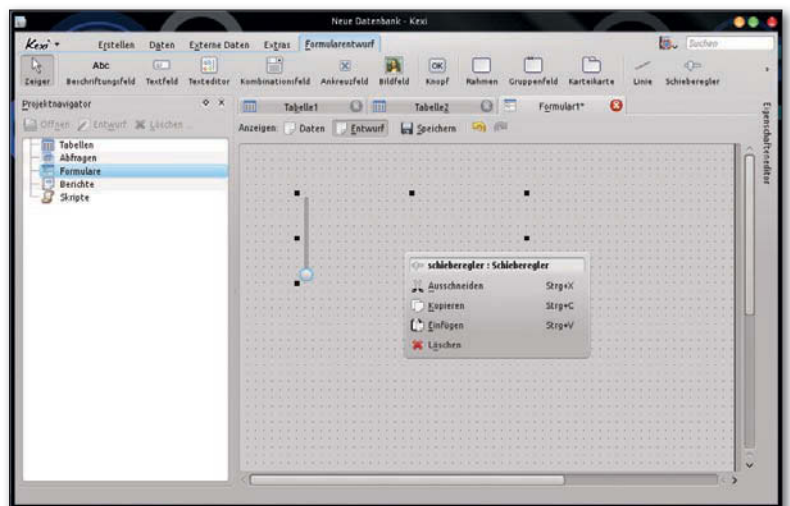 Neue Datenbank - Kexi
Kexi Erstellen Daten Externe Daten Extras Formularentwurf Suchen
Zeiger Beschriftungsfeld Textfeld Texteditor Kombinationsfeld Ankreuzfeld Bildfeld Knopf Rahmen Gruppenfeld Karteikarte Linie Schieberegler
Abc
OK
Projektnavigator
Öffnen Entwurf Löschen ...
Tabellen
Abfragen
Formulare
Berichte
Skripte
Tabelle1 Tabelle2 Formular1*
Anzeigen: Daten Entwurf Speichern
schieberegler : Schieberegler
Ausschneiden Strg+X
Kopieren Strg+C
Einfügen Strg+V
Löschen
Eigenschafteneditor